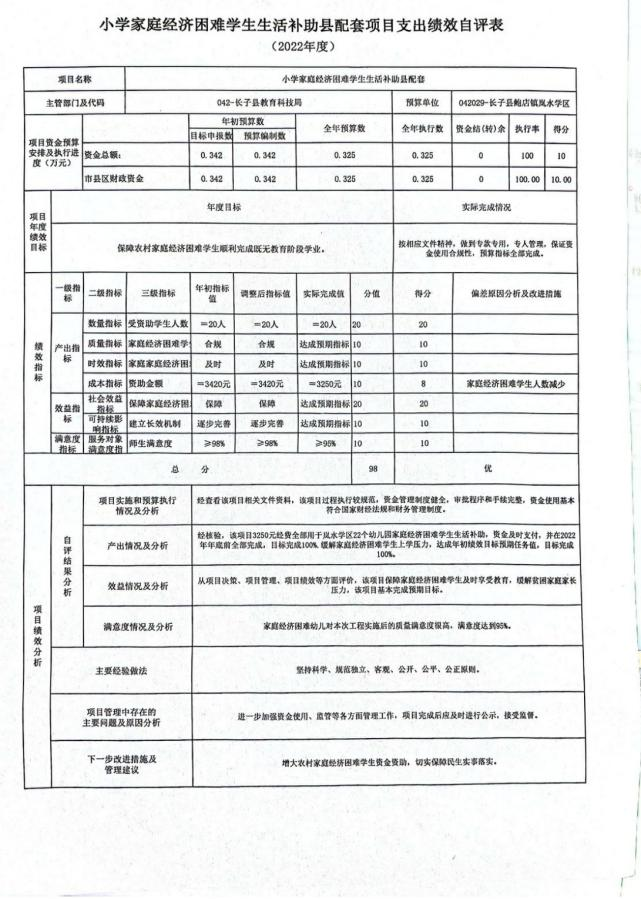 小学家庭经济困难学生生活补助县配套项目支出绩效自评表
（2022年度）
项目名称 小学家庭经济困难学生生活补助县配套
主管部门及代码 042-长子县教育科技局 预算单位 042029-长子县鲍店镇岚水学区
项目资金预算安排及执行进度（万元） 年初预算数 全年预算数 全年执行数 资金结(转)余 执行率 得分
目标申报数 预算编制数
资金总额: 0.342 0.342 0.325 0.325 0 100 10
市县区财政资金 0.342 0.342 0.325 0.325 0 100.00 10.00
项目年度绩效目标 年度目标 实际完成情况
保障农村家庭经济困难学生顺利完成既无教育阶段学业。 按相应文件精神，做到专款专用，专人管理，保证资
金使用合规性，预算指标全部完成。
绩效指标 一级指标 二级指标 三级指标 年初指标值 调整后指标值 实际完成值 分值 得分 偏差原因分析及改进措施
产出指标 数量指标 受资助学生人数 =20人 =20人 =20人 20 20
质量指标 家庭经济困难学 合规 合规 达成预期指标 10 10
时效指标 家庭家庭经济困 及时 及时 达成预期指标 10 10
成本指标 资助金额 =3420元 =3420元 =3250元 10 8 家庭经济困难学生人数减少
效益指标 社会效益指标 保障家庭经济困 保障 保障 达成预期指标 20 20
可持续影响指标 建立长效机制 逐步完善 逐步完善 达成预期指标 10 10
满意度指标 服务对象满意度指 师生满意度 ≥98% ≥98% ≥95% 10 10
总 分 98 优
项目绩效分析 自评结果分析 项目实施和预算执行
情况及分析
经查看该项目相关文件资料，该项目过程执行较规范，资金管理制度健全，审批程序和手续完整，资金使用基本
符合国家财经法规和财务管理制度。
产出情况及分析
经核验，该项目3250元经费全部用于岚水学区22个幼儿园家庭经济困难学生生活补助，资金及时支付，并在2022
年年底前全部完成，目标完成100%.缓解家庭经济困难学生上学压力，达成年初绩效目标预期任务值，目标完成
100%。
效益情况及分析
从项目决策、项目管理、项目绩效等方面评价，该项目保障家庭经济困难学生及时享受教育，缓解贫困家庭家长
压力，该项目基本完成预期目标。
满意度情况及分析 家庭经济困难幼儿对本次工程实施后的质量满意度很高，满意度达到95%。
主要经验做法 坚持科学、规范独立、客观、公开、公平、公正原则。
项目管理中存在的
主要问题及原因分析
进一步加强资金使用、监管等各方面管理工作，项目完成后应及时进行公示，接受监督。
下一步改进措施及
管理建议
增大农村家庭经济困难学生资金资助，切实保障民生实事落实。